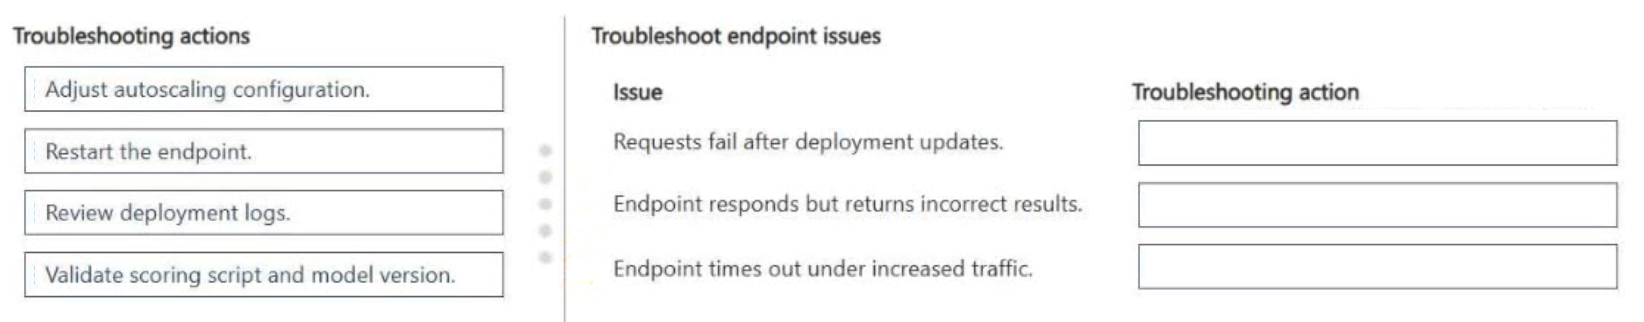 Troubleshooting actions
Adjust autoscaling configuration.
Restart the endpoint.
Review deployment logs.
Validate scoring script and model version.
Troubleshoot endpoint issues
Issue
Troubleshooting action
Requests fail after deployment updates.
Endpoint responds but returns incorrect results.
Endpoint times out under increased traffic.